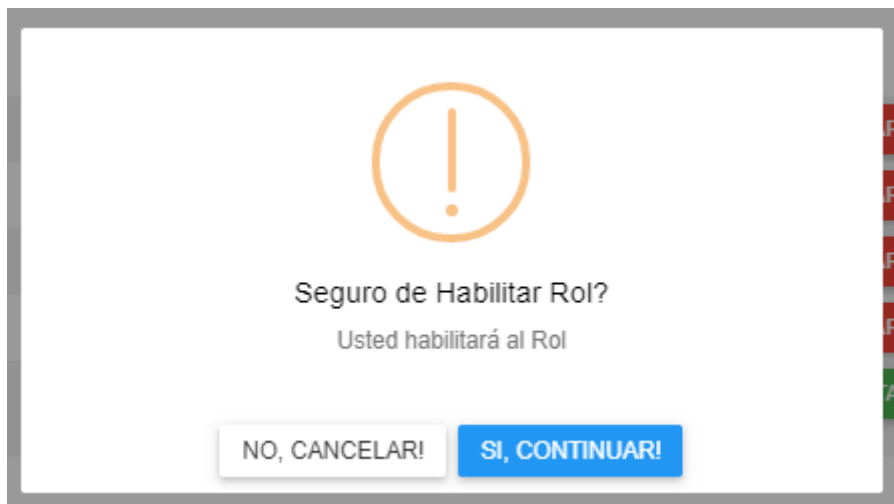 Seguro de Habilitar Rol?
Usted habilitará al Rol
NO, CANCELAR!
SI, CONTINUAR!